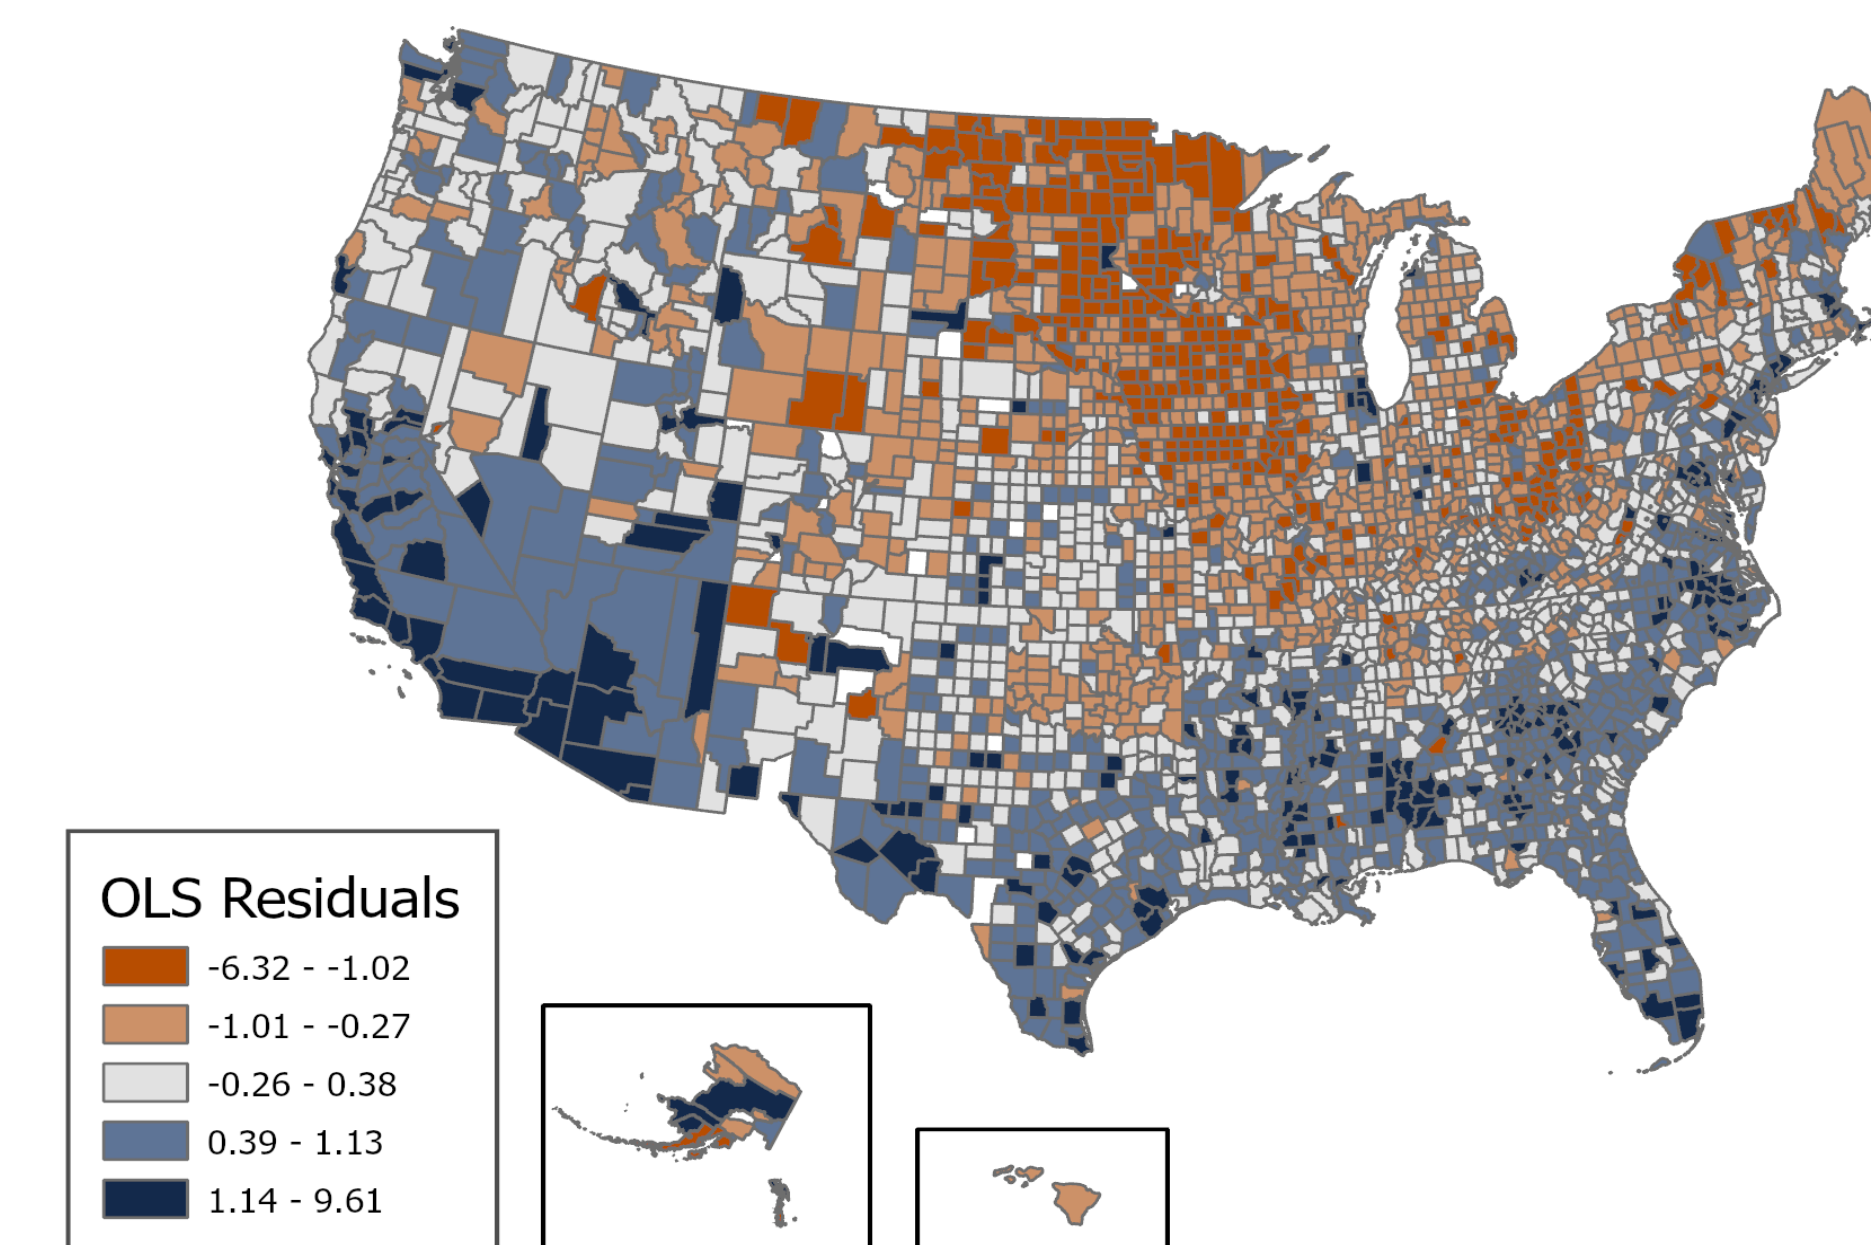 OLS Residuals
-6.32 - -1.02
-1.01 - -0.27
-0.26 - 0.38
0.39 - 1.13
1.14 - 9.61